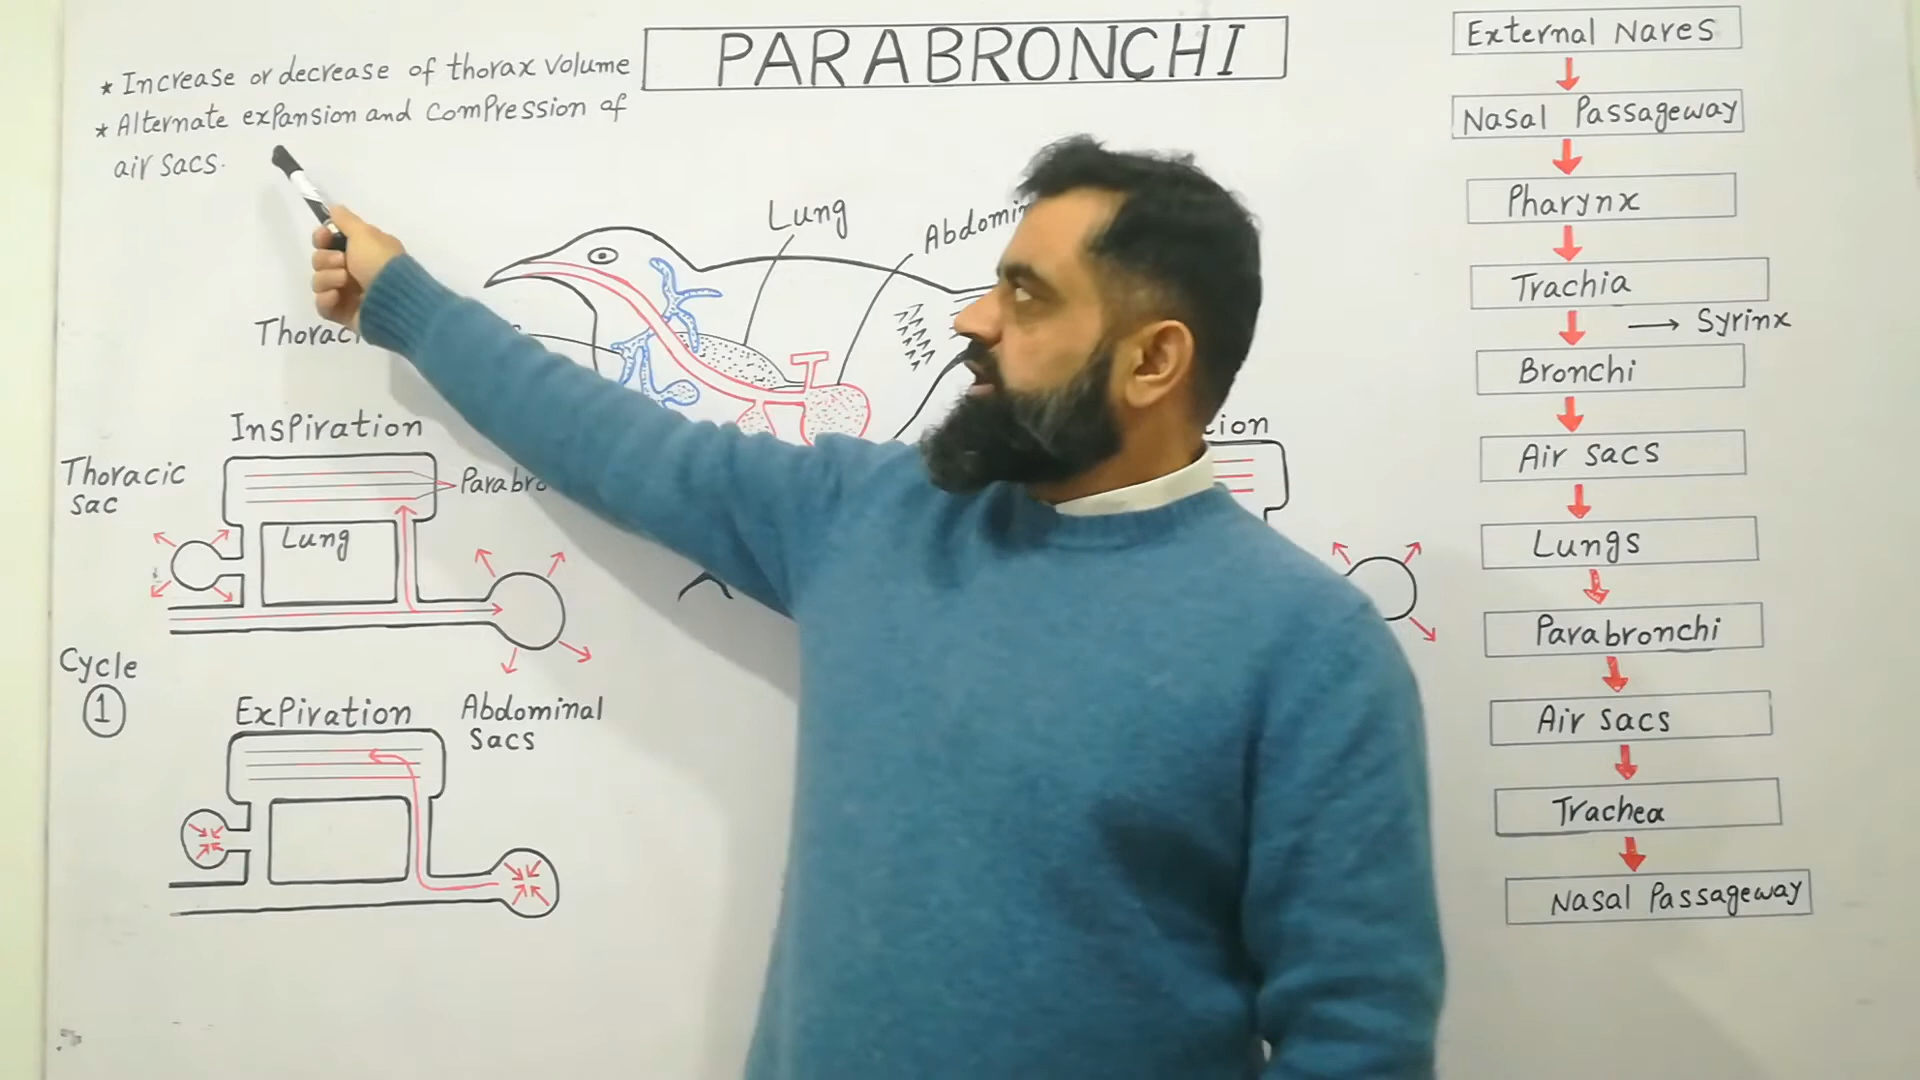 PARABRONCHI
* Increase or decrease of thorax volume
* Alternate expansion and compression of
air sacs.
Lung
Inspiration
Thoracic
Sac
Lung
Cycle
1
Expiration
Abdominal
Sacs
External Nares
Nasal Passageway
Pharynx
Trachia
→ Syrinx
Bronchi
Air sacs
Lungs
Parabronchi
Air sacs
Trachea
Nasal Passageway